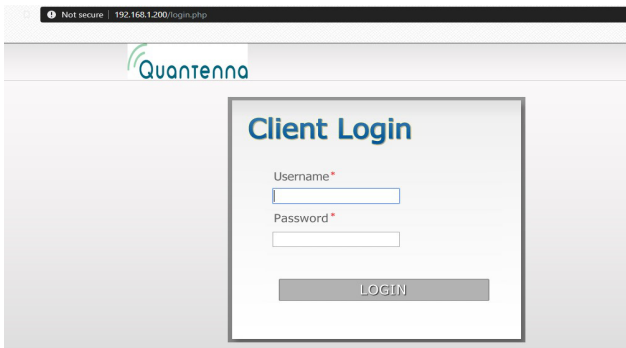 Not secure | 192.168.1.200/login.php
Quantenna
Client Login
Username*
Password*
LOGIN